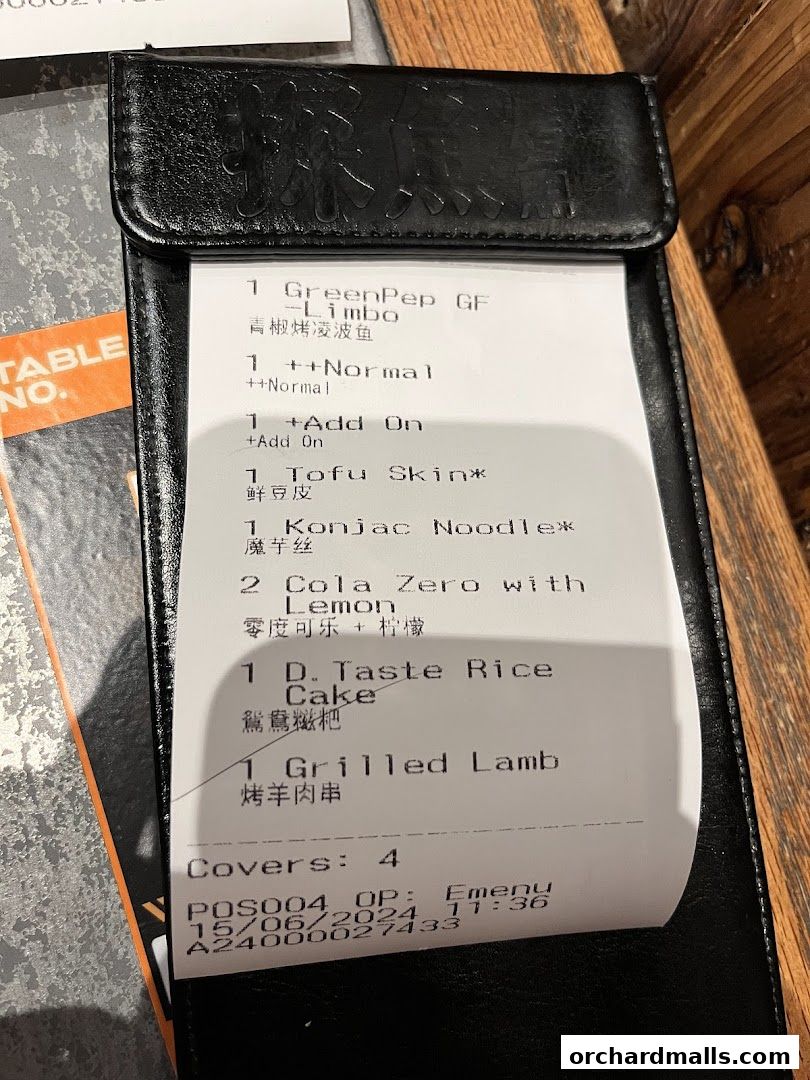 探魚
TABLE
NO.
1 GreenPep GF
-Limbo
青椒烤凌波鱼
1 ++Normal
++Normal
1 +Add On
+Add On
1 Tofu Skin*
鲜豆皮
1 Konjac Noodle*
魔芋丝
2 Cola Zero with
Lemon
零度可乐 + 柠檬
1 D.Taste Rice
Cake
鴛鴦糍粑
1 Grilled Lamb
烤羊肉串
Covers: 4
POS004 OP: Emenu
15/06/2024 11:36
A24000027433
orchardmalls.com